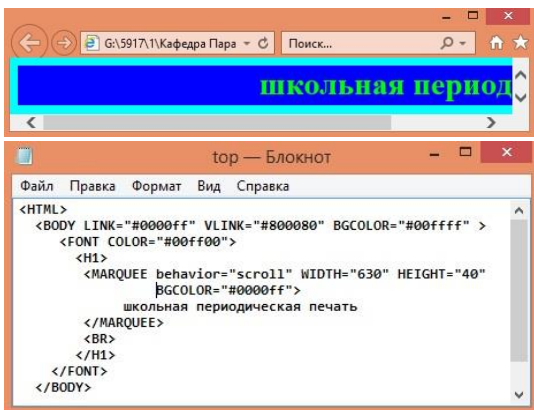 G:\5917\1\Кафедра Пара
Поиск...
школьная период
top — Блокнот
Файл Правка Формат Вид Справка
<HTML>
<BODY LINK="#0000ff" VLINK="#800080" BGCOLOR="#00ffff" >
<FONT COLOR="#00ff00">
<H1>
<MARQUEE behavior="scroll" WIDTH="630" HEIGHT="40"
BGCOLOR="#0000ff">
школьная периодическая печать
</MARQUEE>
<BR>
</H1>
</FONT>
</BODY>